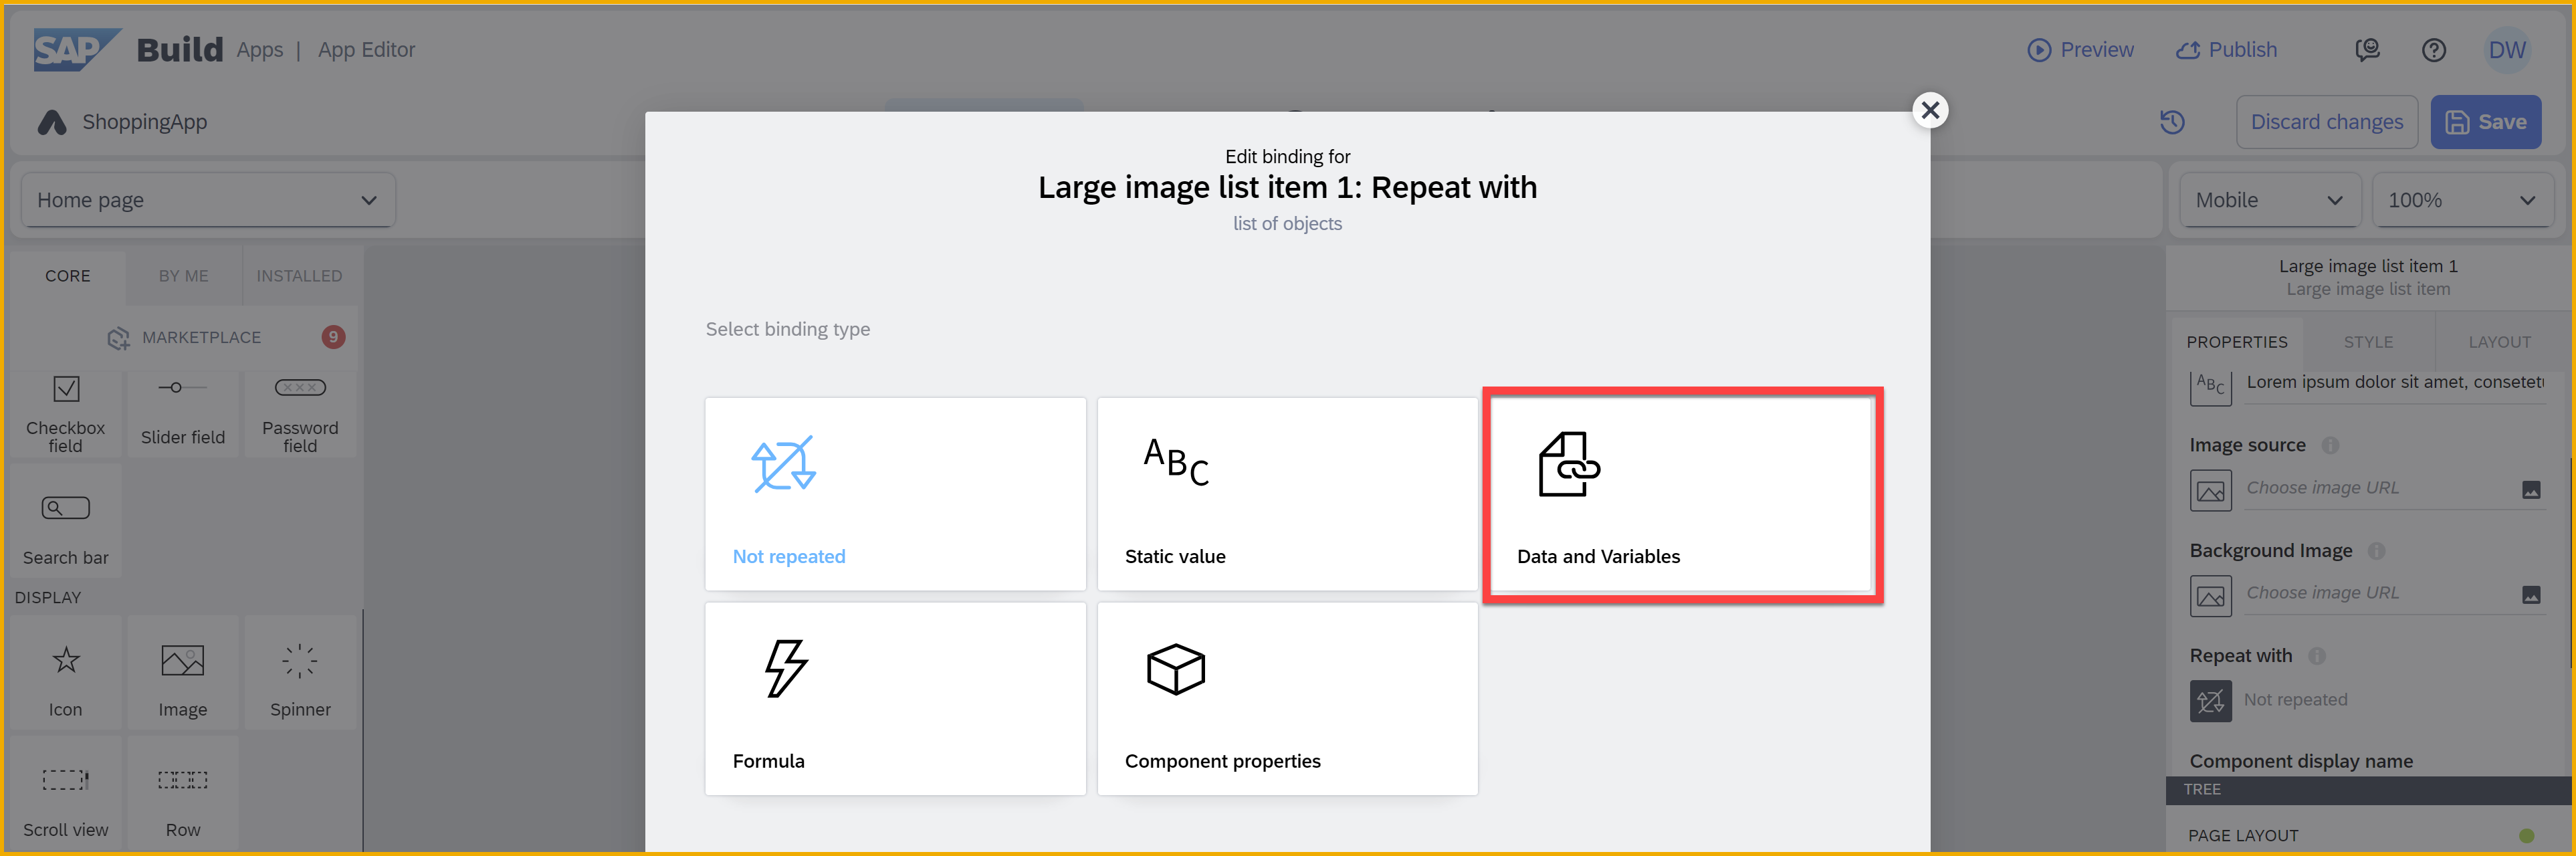 SAP Build Apps | App Editor
Preview
Publish
DW
ShoppingApp
Discard changes
Save
Home page
Mobile
100%
CORE
BY ME
INSTALLED
MARKETPLACE
9
Checkbox
field
Slider field
Password
field
Search bar
DISPLAY
Icon
Image
Spinner
Scroll view
Row
Edit binding for
Large image list item 1: Repeat with
list of objects
Select binding type
Not repeated
ABC
Static value
Data and Variables
Formula
Component properties
Large image list item 1
Large image list item
PROPERTIES
STYLE
LAYOUT
ABC
Lorem ipsum dolor sit amet, consetetu
Image source
Choose image URL
Background Image
Choose image URL
Repeat with
Not repeated
Component display name
TREE
PAGE LAYOUT